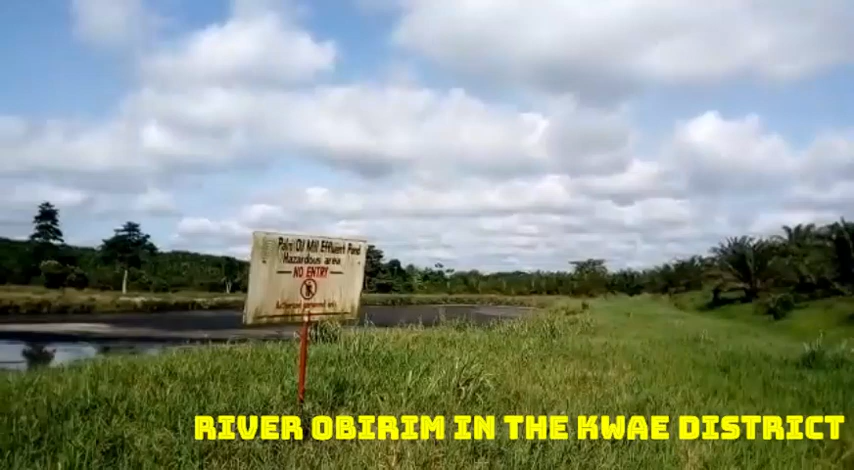 Palm Oil Mill Effluent Pond
Hazardous area
NO ENTRY
RIVER OBIRIM IN THE KWAE DISTRICT